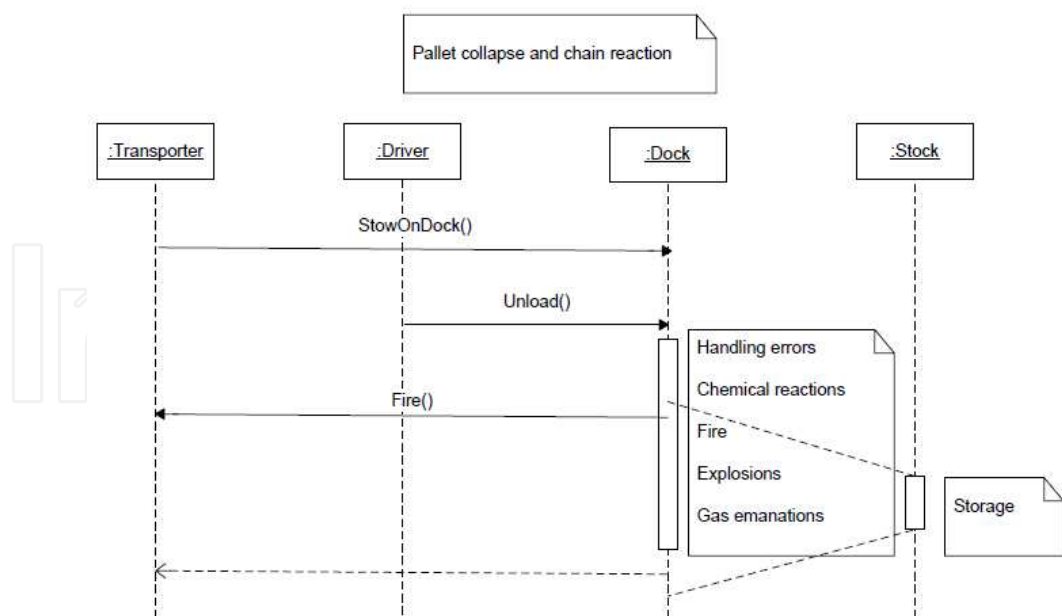 Pallet collapse and chain reaction
:Transporter
:Driver
:Dock
:Stock
StowOnDock()
Unload()
Handling errors
Chemical reactions
Fire()
Fire
Explosions
Gas emanations
Storage